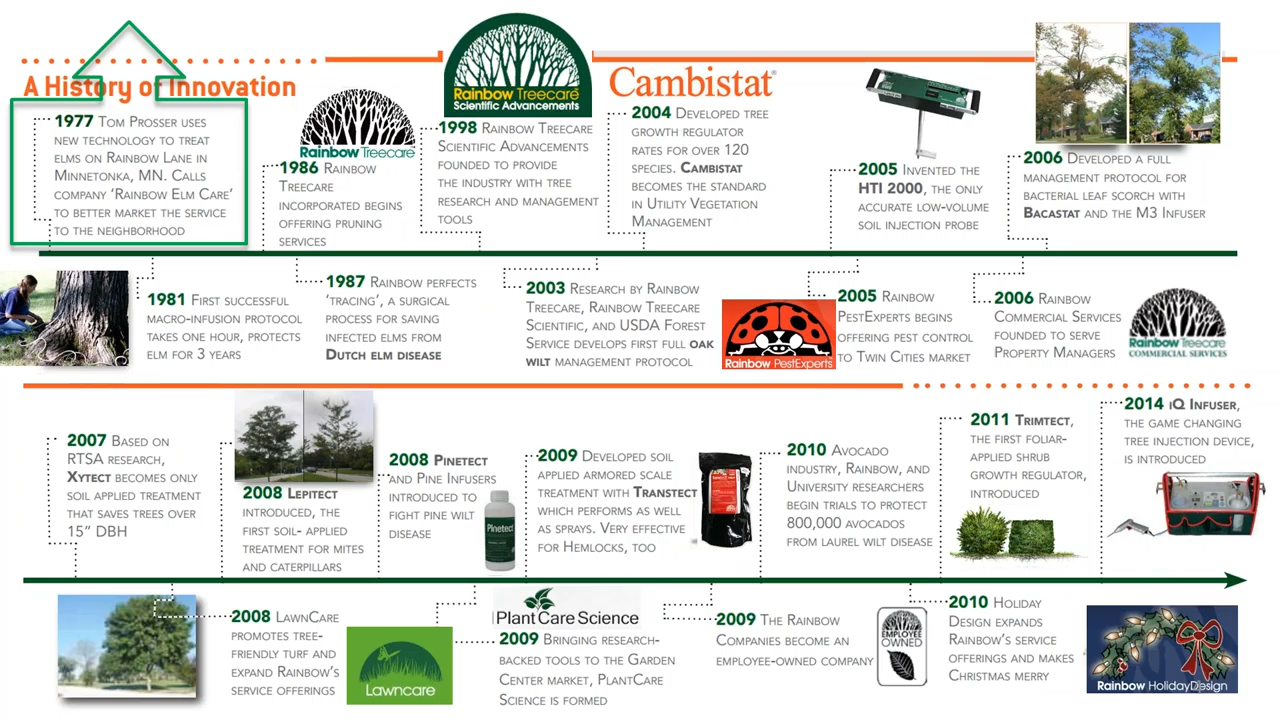 A History of Innovation
1977 Tom Prosser uses
new technology to treat
elms on Rainbow Lane in
Minnetonka, MN. Calls
company ‘Rainbow Elm Care’
to better market the service
to the neighborhood
Rainbow Treecare
1986 Rainbow
Treecare
incorporated begins
offering pruning
services
Rainbow Treecare
Scientific Advancements
1998 Rainbow Treecare
Scientific Advancements
founded to provide
the industry with tree
research and management
tools
Cambistat®
2004 Developed tree
growth regulator
rates for over 120
species. Cambistat
becomes the standard
in Utility Vegetation
Management
2005 Invented the
HTI 2000, the only
accurate low-volume
soil injection probe
2006 Developed a full
management protocol for
bacterial leaf scorch with
Bacastat and the M3 Infuser
1981 First successful
macro-infusion protocol
takes one hour, protects
elm for 3 years
1987 Rainbow perfects
‘tracing’, a surgical
process for saving
infected elms from
Dutch elm disease
2003 Research by Rainbow
Treecare, Rainbow Treecare
Scientific, and USDA Forest
Service develops first full oak
wilt management protocol
Rainbow PestExperts
2005 Rainbow
PestExperts begins
offering pest control
to Twin Cities market
2006 Rainbow
Commercial Services
founded to serve
Property Managers
Rainbow Treecare
COMMERCIAL SERVICES
2007 Based on
RTSA research,
Xytect becomes only
soil applied treatment
that saves trees over
15” DBH
2008 Lepitect
introduced, the
first soil- applied
treatment for mites
and caterpillars
2008 Pinetect
and Pine Infusers
introduced to
fight pine wilt
disease
Pinetect
2009 Developed soil
applied armored scale
treatment with Transtect
which performs as well
as sprays. Very effective
for Hemlocks, too
2010 Avocado
industry, Rainbow, and
University researchers
begin trials to protect
800,000 avocados
from laurel wilt disease
2011 Trimtect,
the first foliar-
applied shrub
growth regulator,
introduced
2014 iQ Infuser,
the game changing
tree injection device,
is introduced
2008 LawnCare
promotes tree-
friendly turf and
expand Rainbow’s
service offerings
Lawncare
Plant Care Science
2009 Bringing research-
backed tools to the Garden
Center market, PlantCare
Science is formed
2009 The Rainbow
Companies become an
employee-owned company
EMPLOYEE
OWNED
2010 Holiday
Design expands
Rainbow’s service
offerings and makes
Christmas merry
Rainbow HolidayDesign